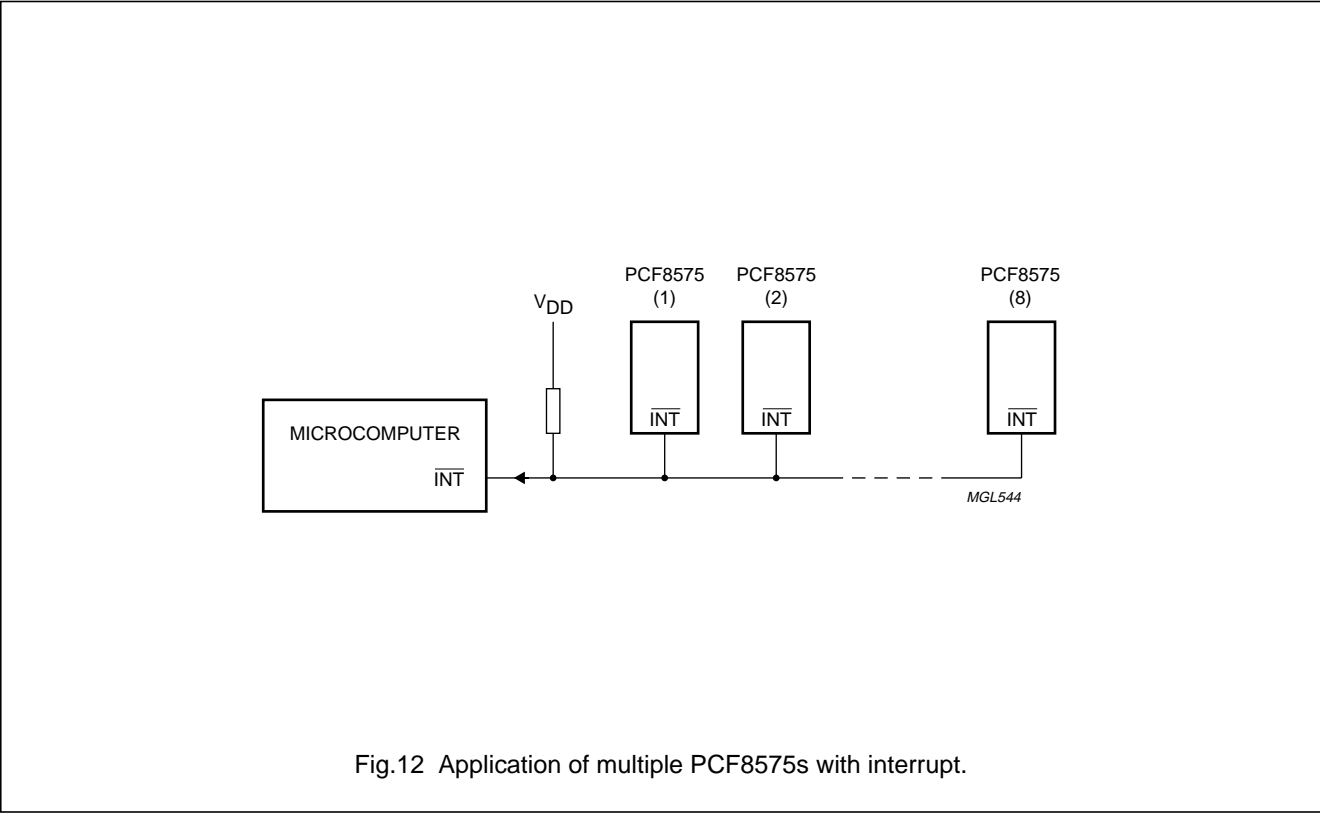 PCF8575
(1)
PCF8575
(2)
PCF8575
(8)
VDD
INT
INT
INT
MICROCOMPUTER
INT
MGL544
Fig.12 Application of multiple PCF8575s with interrupt.